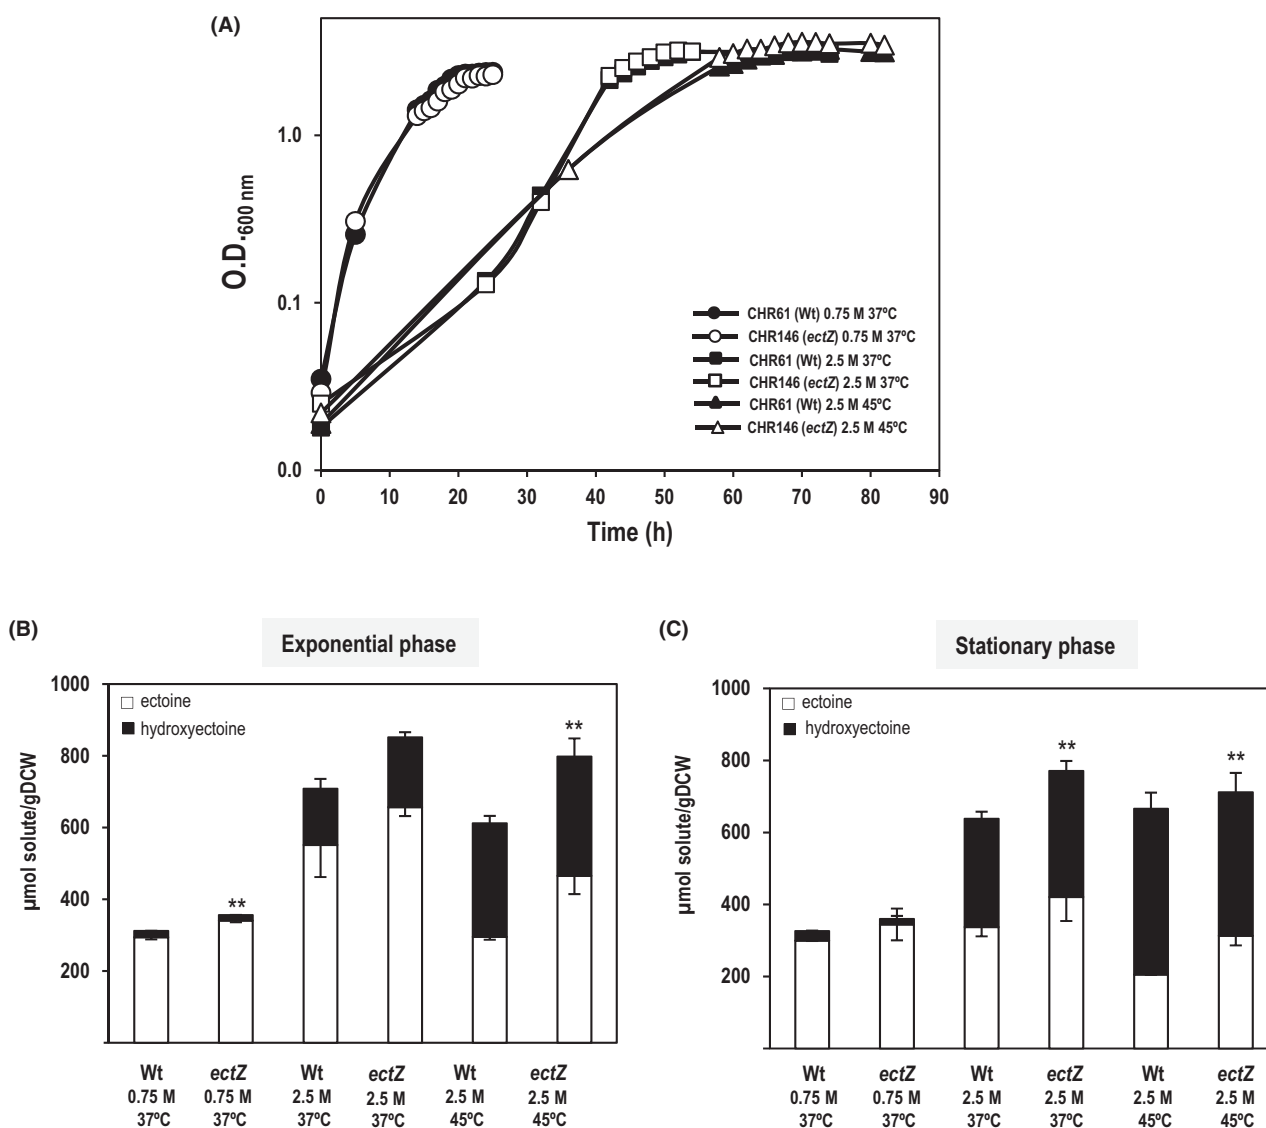 (A)
O.D.600 nm
1.0
0.1
0.0
0 10 20 30 40 50 60 70 80 90
Time (h)
CHR61 (Wt) 0.75 M 37ºC
CHR146 (ectZ) 0.75 M 37ºC
CHR61 (Wt) 2.5 M 37ºC
CHR146 (ectZ) 2.5 M 37ºC
CHR61 (Wt) 2.5 M 45ºC
CHR146 (ectZ) 2.5 M 45ºC
(B)
Exponential phase
µmol solute/gDCW
1000
800
600
400
200
ectoine
hydroxyectoine
**
**
Wt ectZ Wt ectZ Wt ectZ
0.75 M 0.75 M 2.5 M 2.5 M 2.5 M 2.5 M
37ºC 37ºC 37ºC 37ºC 45ºC 45ºC
(C)
Stationary phase
µmol solute/gDCW
1000
800
600
400
200
ectoine
hydroxyectoine
**
**
Wt ectZ Wt ectZ Wt ectZ
0.75 M 0.75 M 2.5 M 2.5 M 2.5 M 2.5 M
37ºC 37ºC 37ºC 37ºC 45ºC 45ºC